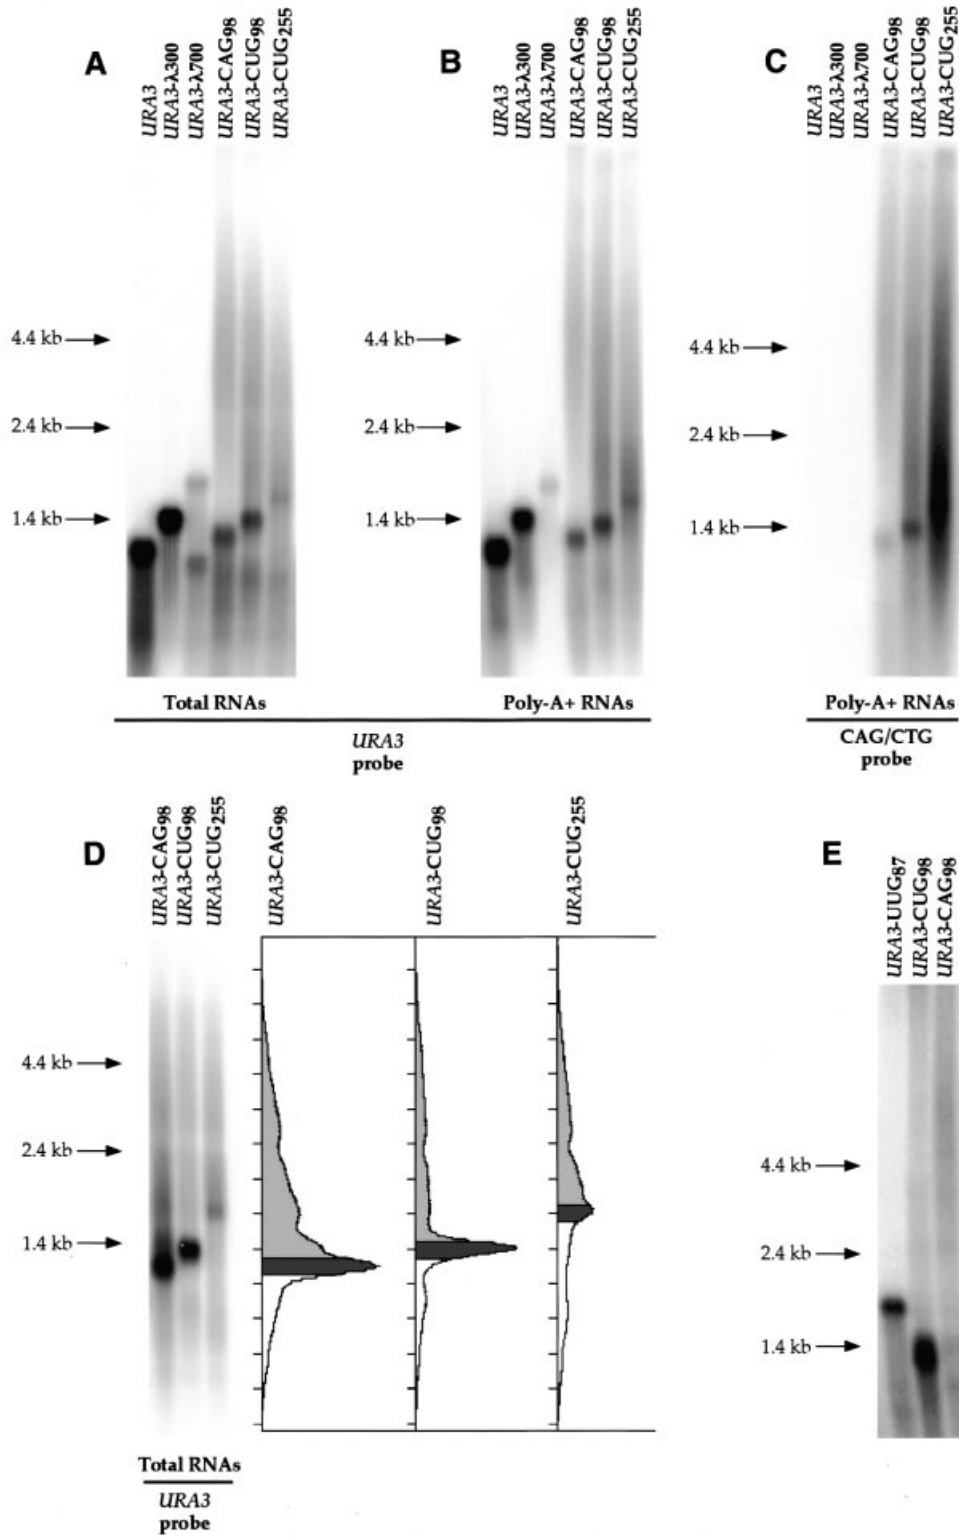 A
URA3
URA3-λ300
URA3-λ700
URA3-CAG98
URA3-CUG98
URA3-CUG255
4.4 kb
2.4 kb
1.4 kb
Total RNAs
B
URA3
URA3-λ300
URA3-λ700
URA3-CAG98
URA3-CUG98
URA3-CUG255
4.4 kb
2.4 kb
1.4 kb
Poly-A+ RNAs
URA3
probe
C
URA3
URA3-λ300
URA3-λ700
URA3-CAG98
URA3-CUG98
URA3-CUG255
4.4 kb
2.4 kb
1.4 kb
Poly-A+ RNAs
CAG/CTG
probe
D
URA3-CAG98
URA3-CUG98
URA3-CUG255
4.4 kb
2.4 kb
1.4 kb
Total RNAs
URA3
probe
URA3-CAG98
URA3-CUG98
URA3-CUG255
E
URA3-UUG87
URA3-CUG98
URA3-CAG98
4.4 kb
2.4 kb
1.4 kb